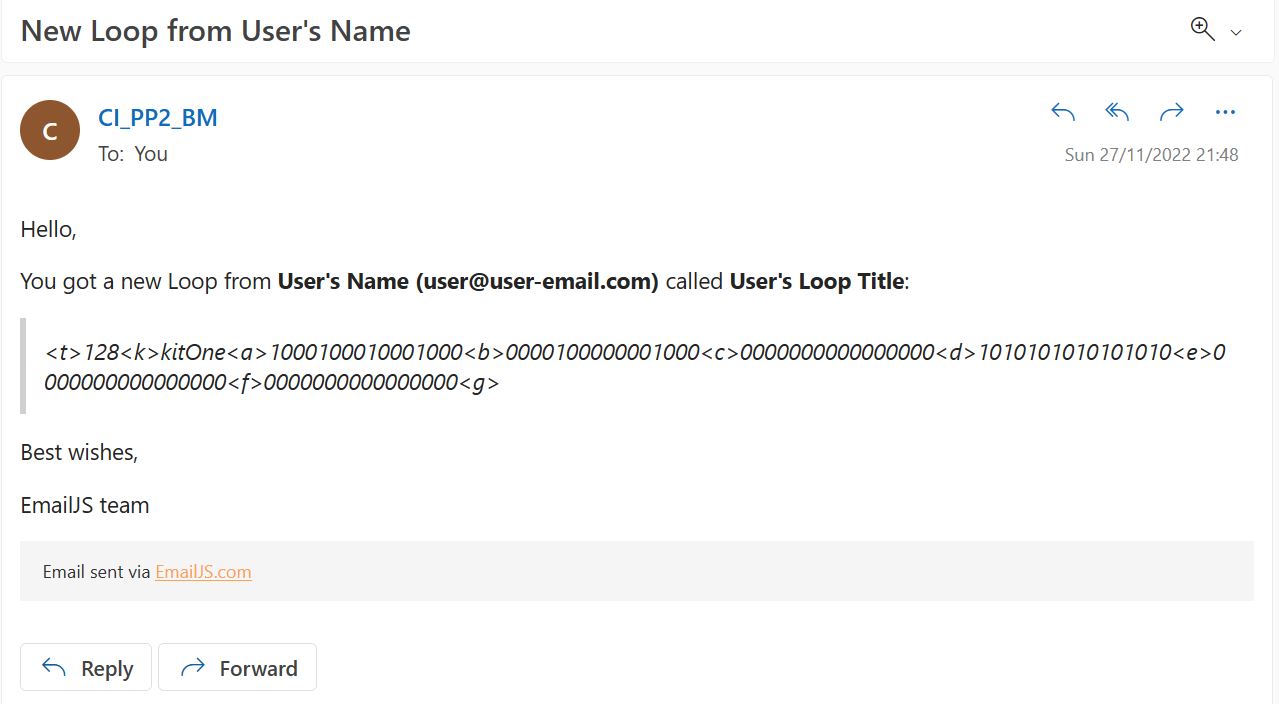 New Loop from User's Name
C
CI_PP2_BM
To: You
Sun 27/11/2022 21:48
Hello,
You got a new Loop from User's Name (user@user-email.com) called User's Loop Title:
<t>128<k>kitOne<a>1000100010001000<b>0000100000001000<c>0000000000000000<d>1010101010101010<e>0
000000000000000<f>0000000000000000<g>
Best wishes,
EmailJS team
Email sent via EmailJS.com
Reply
Forward